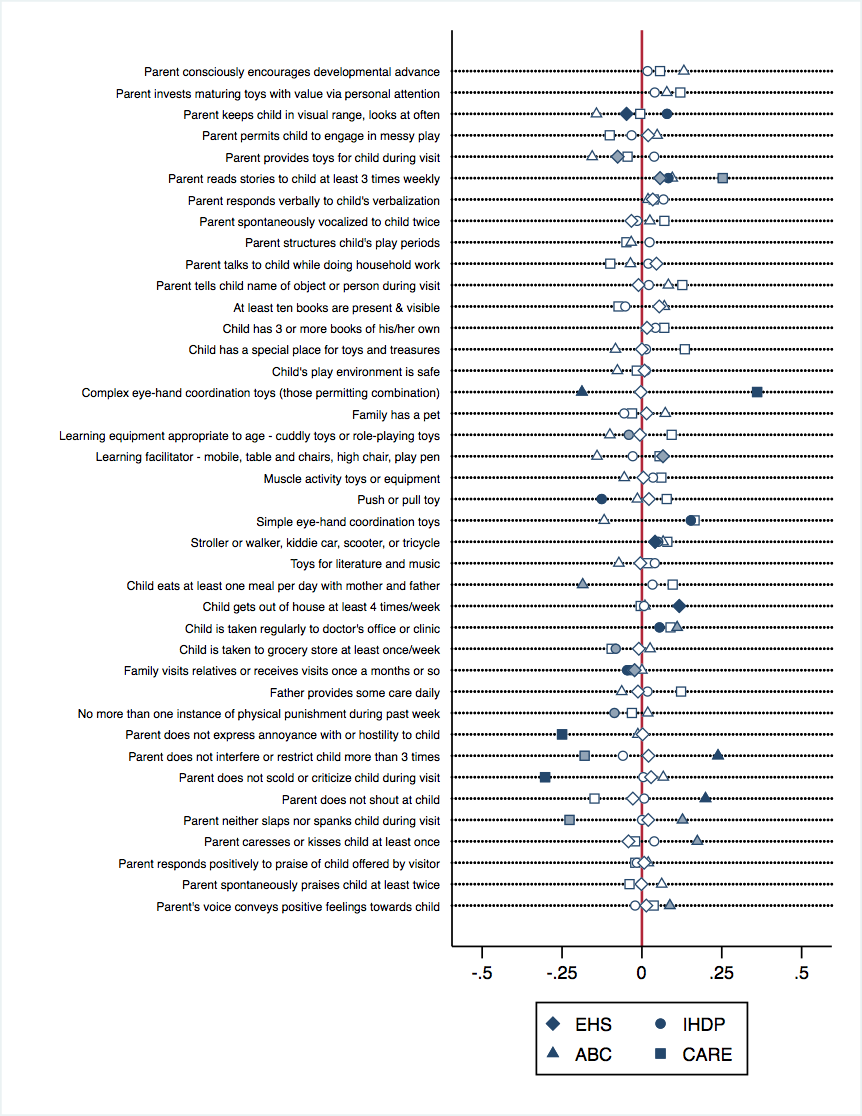 Parent consciously encourages developmental advance
Parent invests maturing toys with value via personal attention
Parent keeps child in visual range, looks at often
Parent permits child to engage in messy play
Parent provides toys for child during visit
Parent reads stories to child at least 3 times weekly
Parent responds verbally to child's verbalization
Parent spontaneously vocalized to child twice
Parent structures child's play periods
Parent talks to child while doing household work
Parent tells child name of object or person during visit
At least ten books are present & visible
Child has 3 or more books of his/her own
Child has a special place for toys and treasures
Child's play environment is safe
Complex eye-hand coordination toys (those permitting combination)
Family has a pet
Learning equipment appropriate to age - cuddly toys or role-playing toys
Learning facilitator - mobile, table and chairs, high chair, play pen
Muscle activity toys or equipment
Push or pull toy
Simple eye-hand coordination toys
Stroller or walker, kiddie car, scooter, or tricycle
Toys for literature and music
Child eats at least one meal per day with mother and father
Child gets out of house at least 4 times/week
Child is taken regularly to doctor's office or clinic
Child is taken to grocery store at least once/week
Family visits relatives or receives visits once a months or so
Father provides some care daily
No more than one instance of physical punishment during past week
Parent does not express annoyance with or hostility to child
Parent does not interfere or restrict child more than 3 times
Parent does not scold or criticize child during visit
Parent does not shout at child
Parent neither slaps nor spanks child during visit
Parent caresses or kisses child at least once
Parent responds positively to praise of child offered by visitor
Parent spontaneously praises child at least twice
Parent's voice conveys positive feelings towards child
-.5 -.25 0 .25 .5
EHS IHDP
ABC CARE